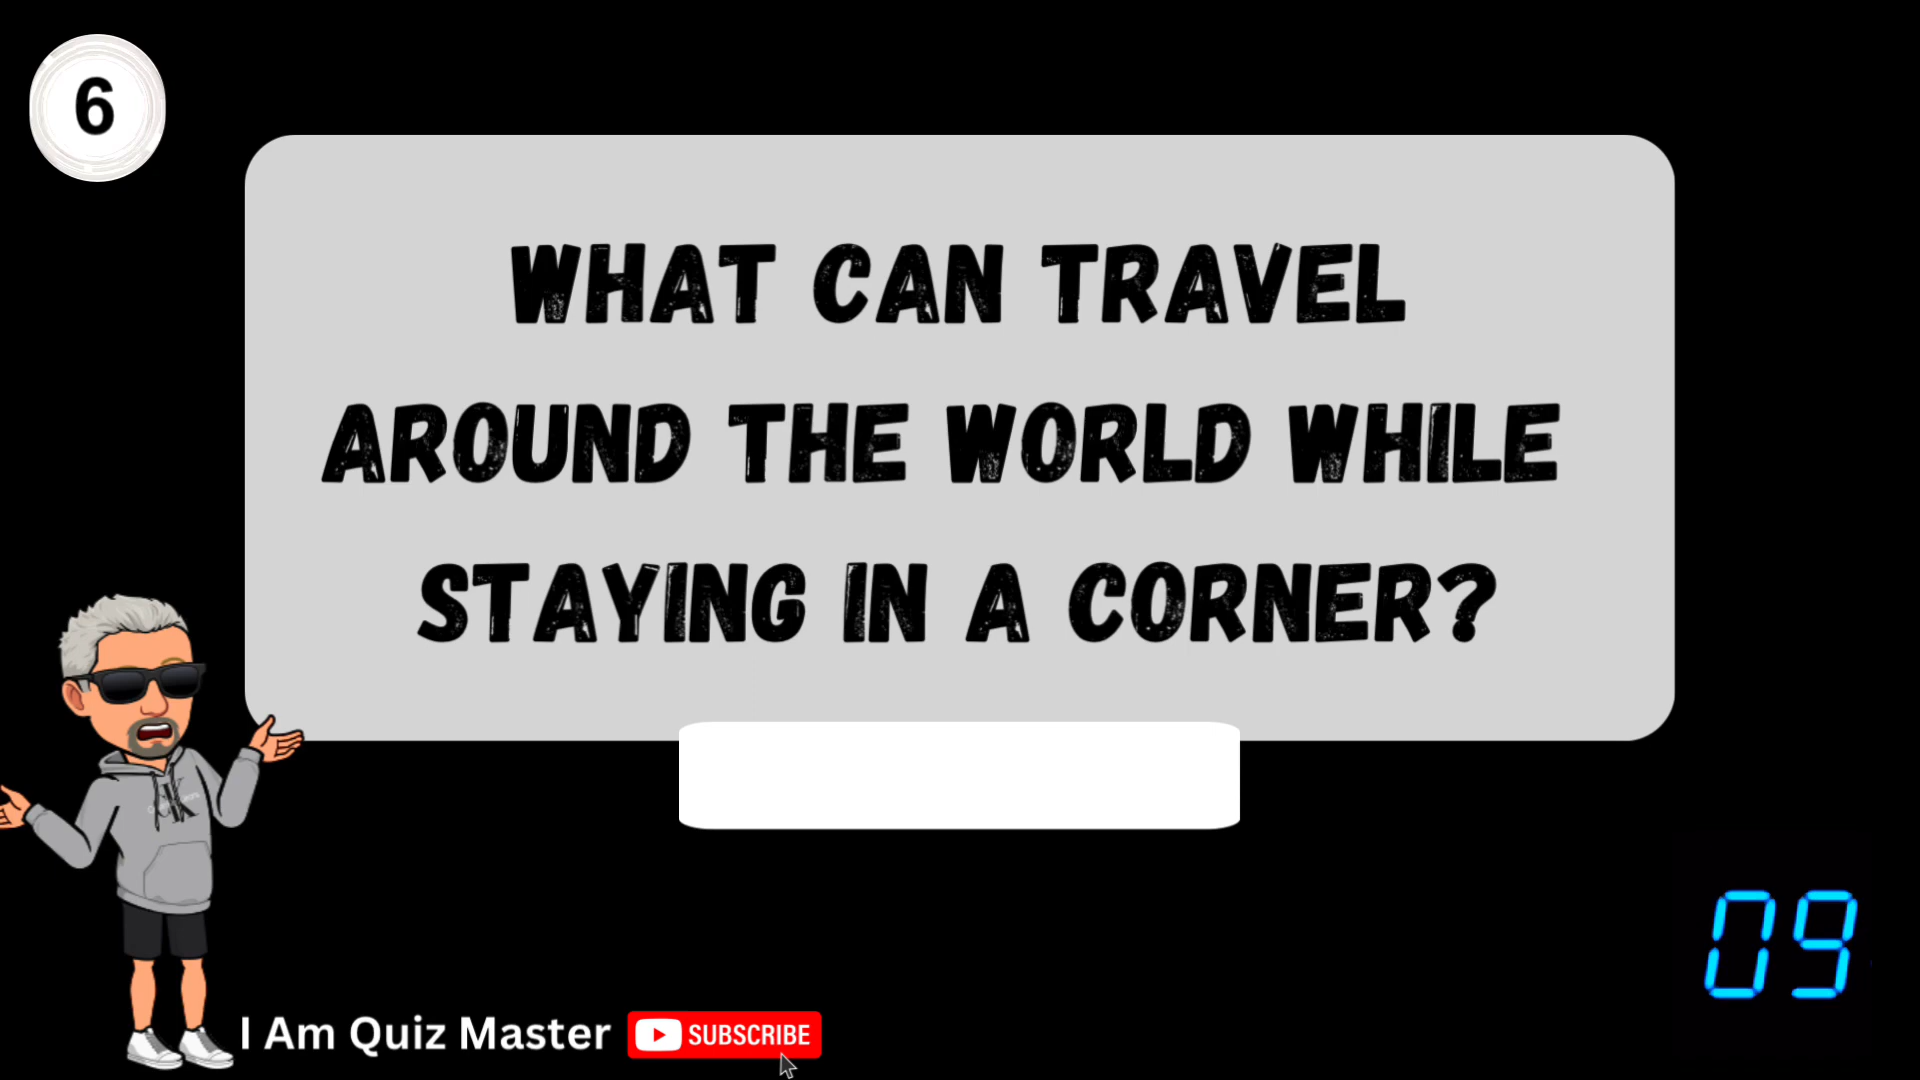 6
WHAT CAN TRAVEL
AROUND THE WORLD WHILE
STAYING IN A CORNER?
I Am Quiz Master SUBSCRIBE
09